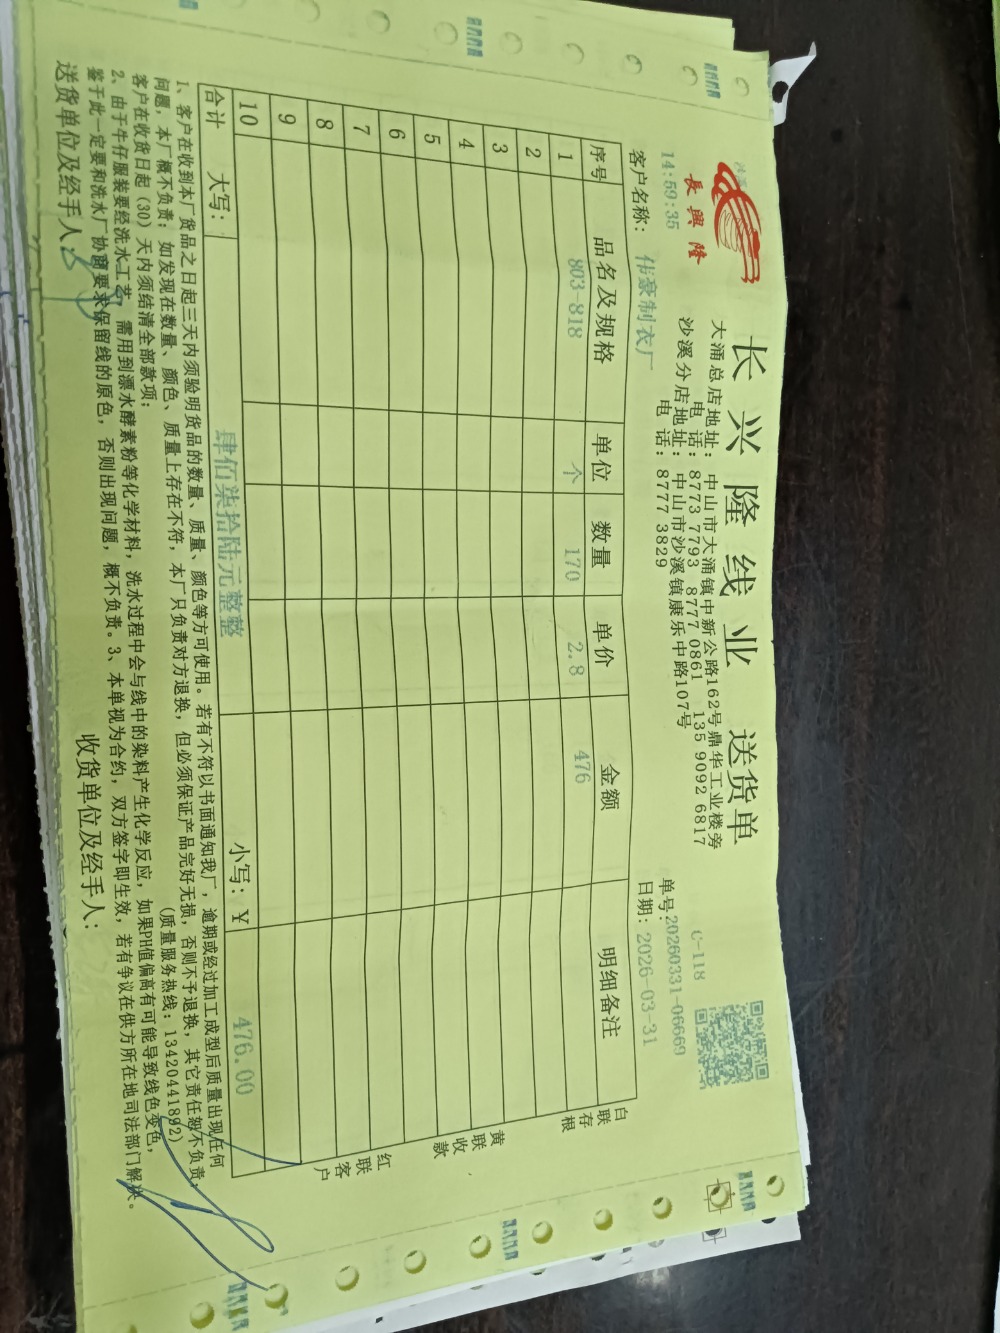 長興隆
长兴隆线业 送货单
大涌总店地址：中山市大涌镇中新公路162号鼎华工业楼旁
电话：8773 7793 8777 0861 135 9092 6817
沙溪分店地址：中山市沙溪镇康乐中路107号
电话：8777 3829
C-118
14:59:35
单号：20260331-06669
客户名称：伟豪制衣厂
日期：2026-03-31
序号 品名及规格 单位 数量 单价 金额 明细备注
1 803-818 个 170 2.8 476
2
3
4
5
6
7
8
9
10
合计 大写：肆佰柒拾陆元整整 小写：¥ 476.00
白联存根
黄联收款
红联客户
1、客户在收到本厂货品之日起三天内须验明货品的数量、质量、颜色等方可使用。若有不符以书面通知我厂，逾期或经过加工成型后质量出现任何
问题，本厂概不负责；如发现在数量、颜色、质量上存在不符，本厂只负责对方退换，但必须保证产品完好无损，否则不予退换，其它责任恕不负责。
客户在收货日起（30）天内须结清全部款项； （质量服务热线：13420441892）
2、由于牛仔服装要经洗水工艺，需用到漂水酵素粉等化学材料，洗水过程中会与线中的染料产生化学反应，如果PH值偏高有可能导致线色变色，
鉴于此一定要和洗水厂协商要求保留线的原色，否则出现问题，概不负责。3、本单视为合约，双方签字即生效，若有争议在供方所在地司法部门解决。
送货单位及经手人： 收货单位及经手人：